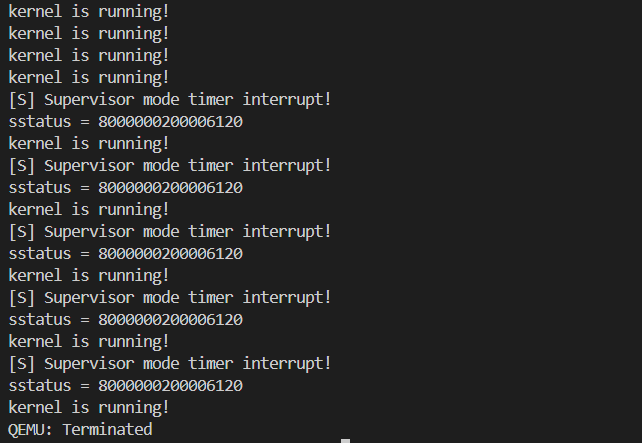 kernel is running!
kernel is running!
kernel is running!
kernel is running!
[S] Supervisor mode timer interrupt!
sstatus = 8000000200006120
kernel is running!
[S] Supervisor mode timer interrupt!
sstatus = 8000000200006120
kernel is running!
[S] Supervisor mode timer interrupt!
sstatus = 8000000200006120
kernel is running!
[S] Supervisor mode timer interrupt!
sstatus = 8000000200006120
kernel is running!
[S] Supervisor mode timer interrupt!
sstatus = 8000000200006120
kernel is running!
QEMU: Terminated